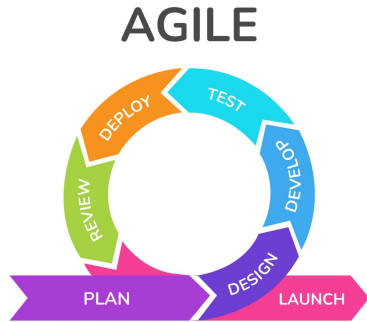 AGILE
PLAN
DESIGN
DEVELOP
TEST
DEPLOY
REVIEW
LAUNCH